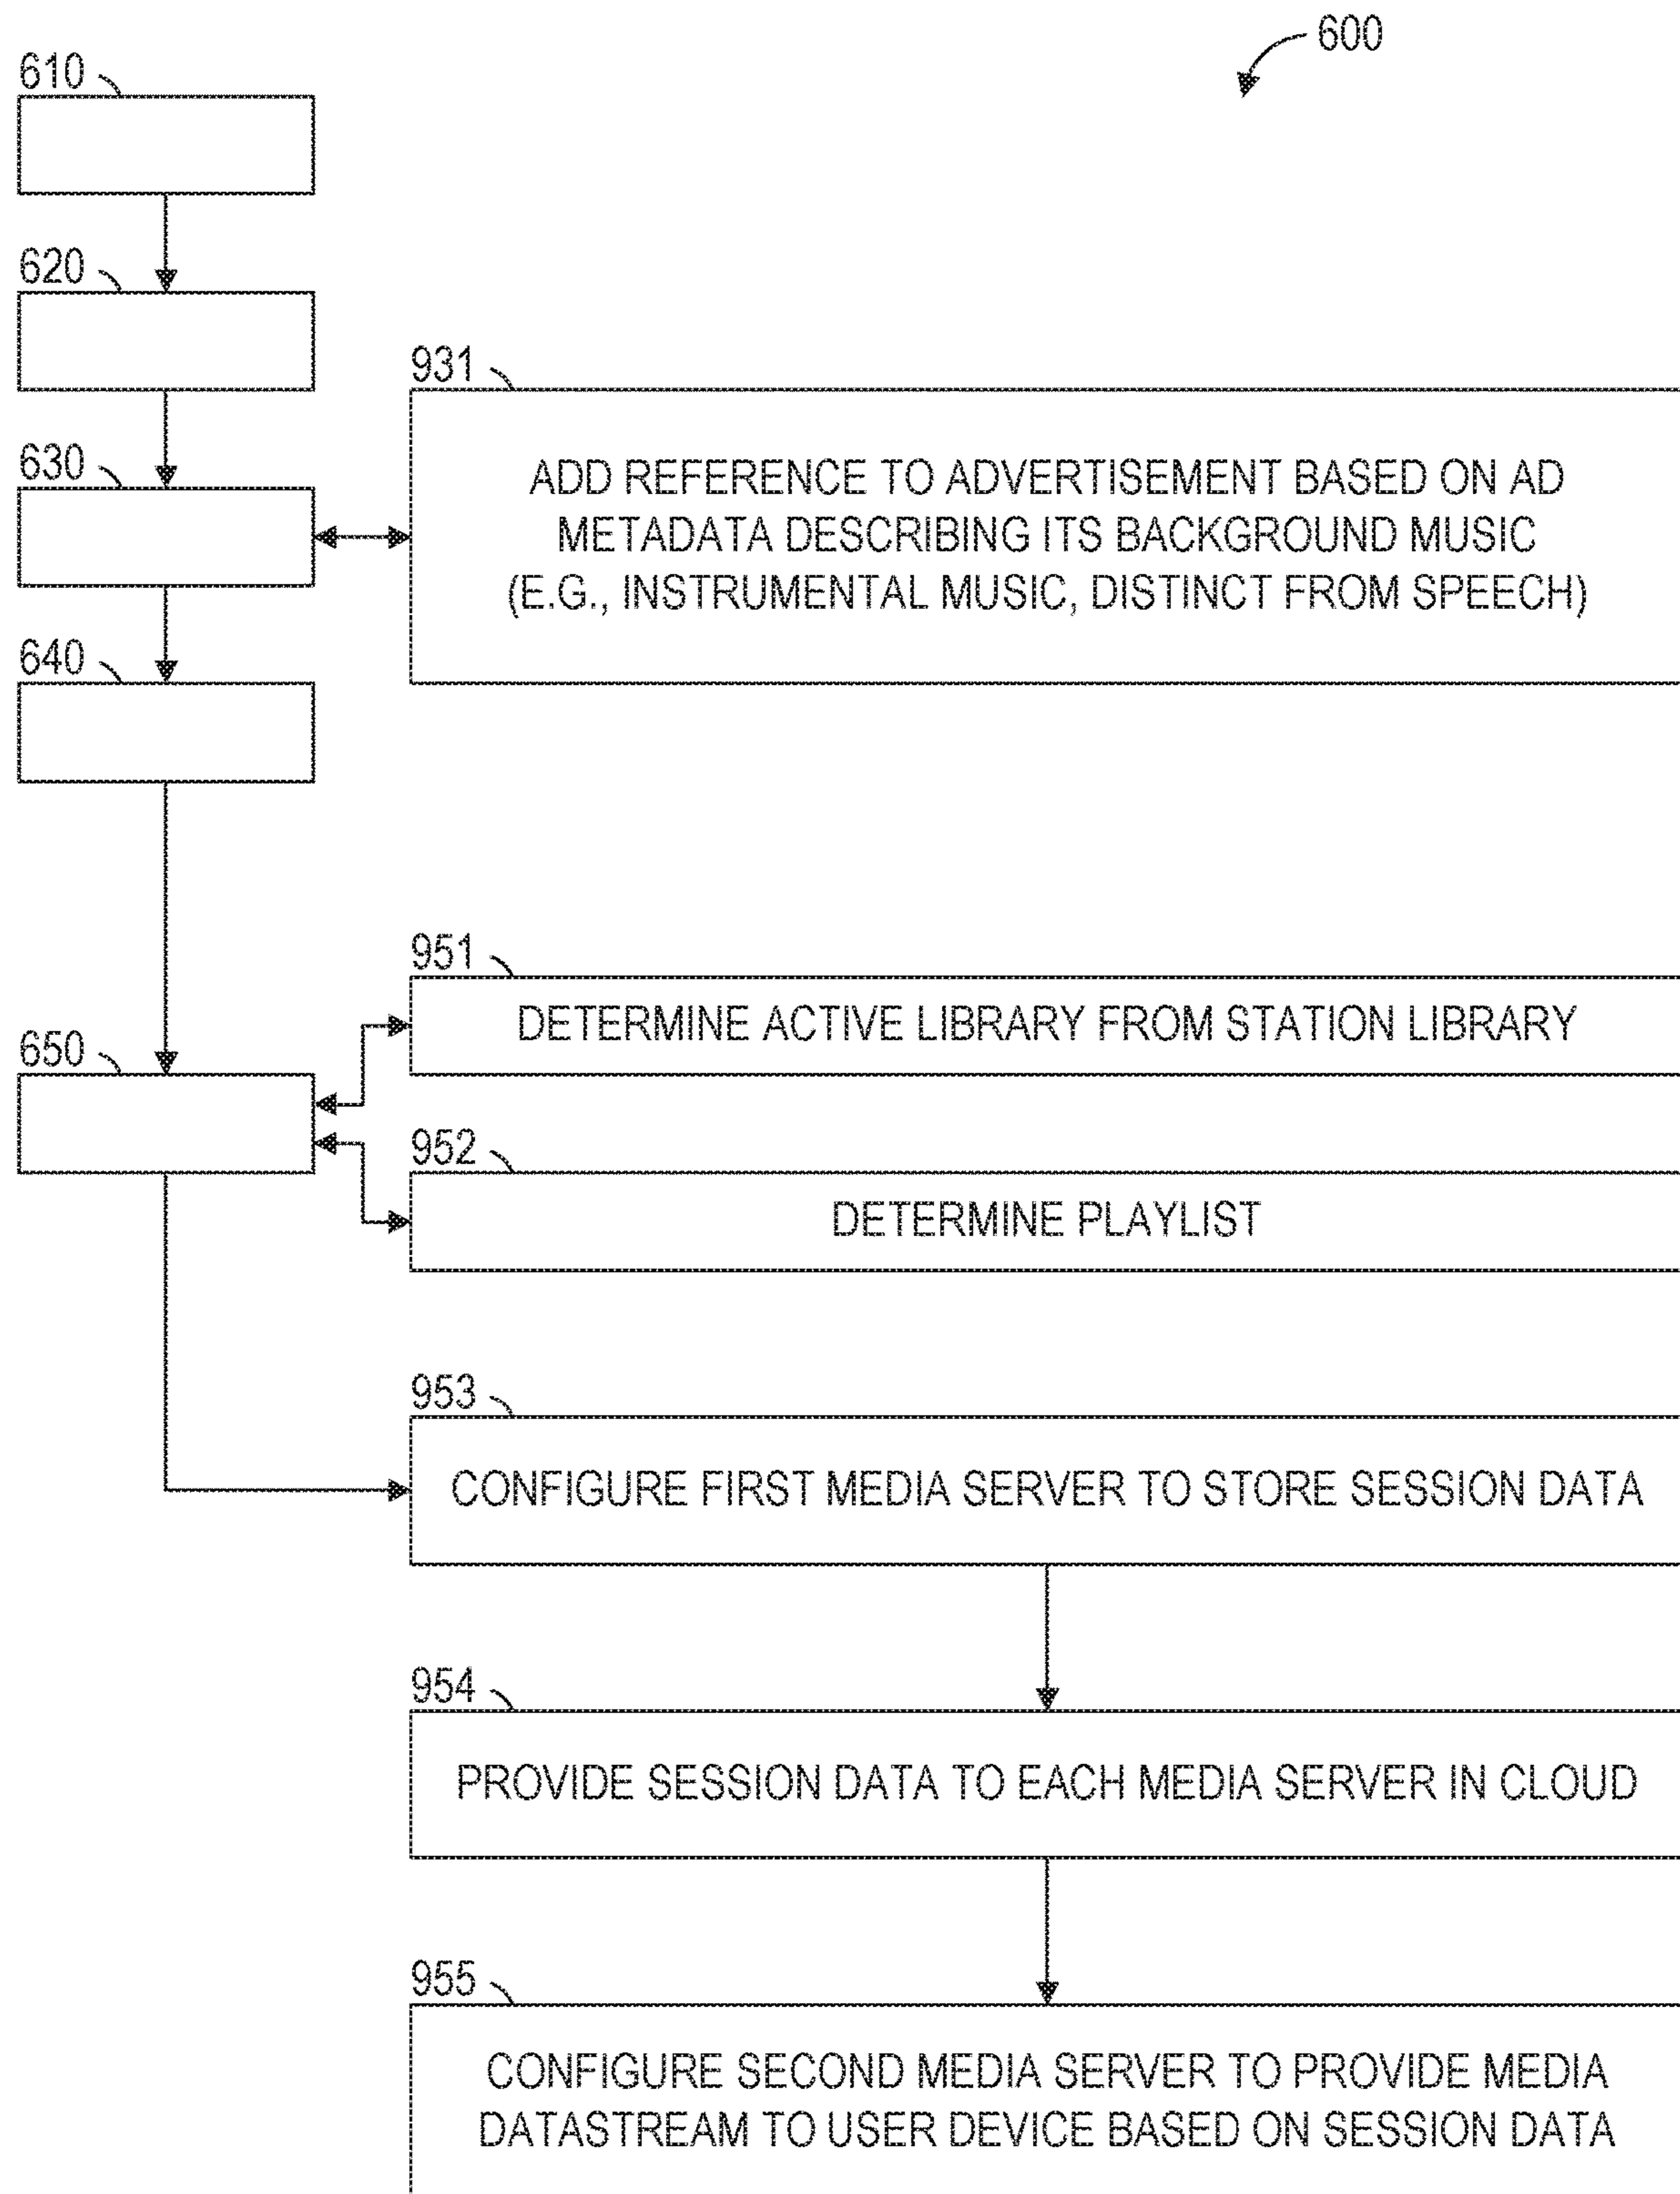 600
610
620
931
ADD REFERENCE TO ADVERTISEMENT BASED ON AD
METADATA DESCRIBING ITS BACKGROUND MUSIC
(E.G., INSTRUMENTAL MUSIC, DISTINCT FROM SPEECH)
630
640
951
DETERMINE ACTIVE LIBRARY FROM STATION LIBRARY
650
952
DETERMINE PLAYLIST
953
CONFIGURE FIRST MEDIA SERVER TO STORE SESSION DATA
954
PROVIDE SESSION DATA TO EACH MEDIA SERVER IN CLOUD
955
CONFIGURE SECOND MEDIA SERVER TO PROVIDE MEDIA
DATASTREAM TO USER DEVICE BASED ON SESSION DATA